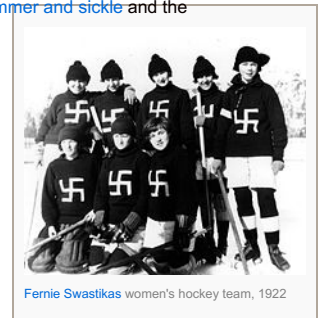 mmer and sickle and the
Fernie Swastikas women's hockey team, 1922